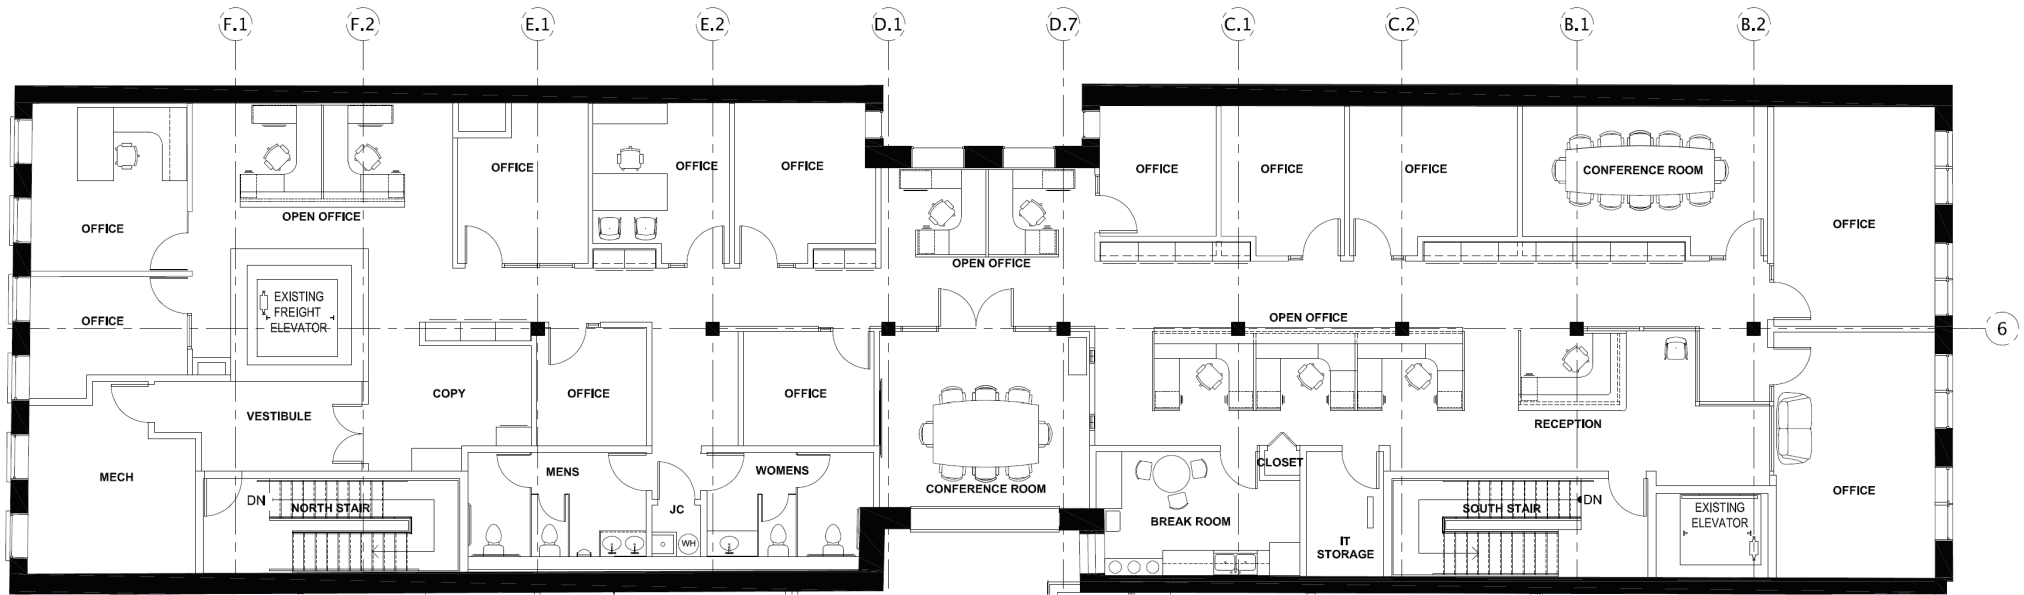 F.1 F.2 E.1 E.2 D.1 D.7 C.1 C.2 B.1 B.2
OFFICE OFFICE OFFICE OFFICE OFFICE OFFICE CONFERENCE ROOM
OPEN OFFICE
OFFICE
OFFICE
OPEN OFFICE
EXISTING
FREIGHT
ELEVATOR
OFFICE
OPEN OFFICE
6
COPY
OFFICE
OFFICE
VESTIBULE
RECEPTION
MECH
MENS
WOMENS
CLOSET
CONFERENCE ROOM
OFFICE
DN
NORTH STAIR
JC
WH
BREAK ROOM
IT
STORAGE
SOUTH STAIR
DN
EXISTING
ELEVATOR